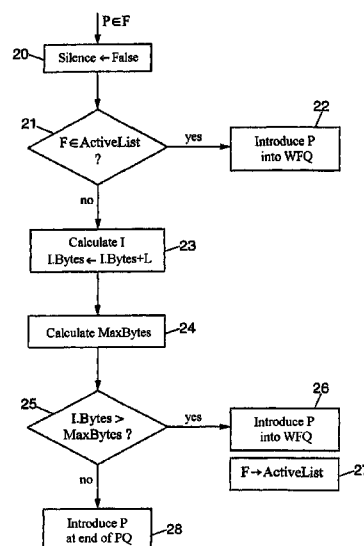 P∈F
20
Silence ← False
21
F∈ActiveList
?
yes
22
Introduce P
into WFQ
no
Calculate I
I.Bytes ← I.Bytes+L
23
Calculate MaxBytes
24
25
I.Bytes >
MaxBytes ?
yes
26
Introduce P
into WFQ
F→ActiveList
27
no
Introduce P
at end of PQ
28